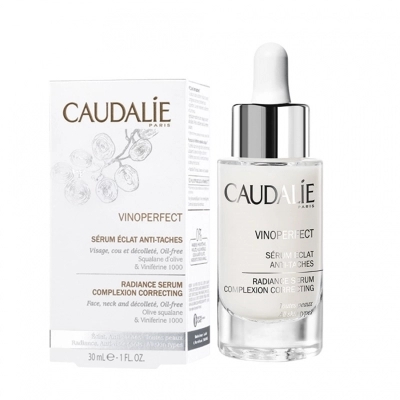 CAUDALÍE
PARIS
VINOPERFECT
SÉRUM ÉCLAT ANTI-TACHES
Visage, cou et décolleté, Oil-free
Squalane d'olive
& Viniférine 1000
RADIANCE SERUM
COMPLEXION CORRECTING
Face, neck and décolleté, Oil-free
Olive squalane
& Viniferine 1000
30 mL ℮ - 1 FL. OZ.
CAUDALÍE
PARIS
VINOPERFECT
SÉRUM ÉCLAT
ANTI-TACHES
RADIANCE SERUM
COMPLEXION CORRECTING